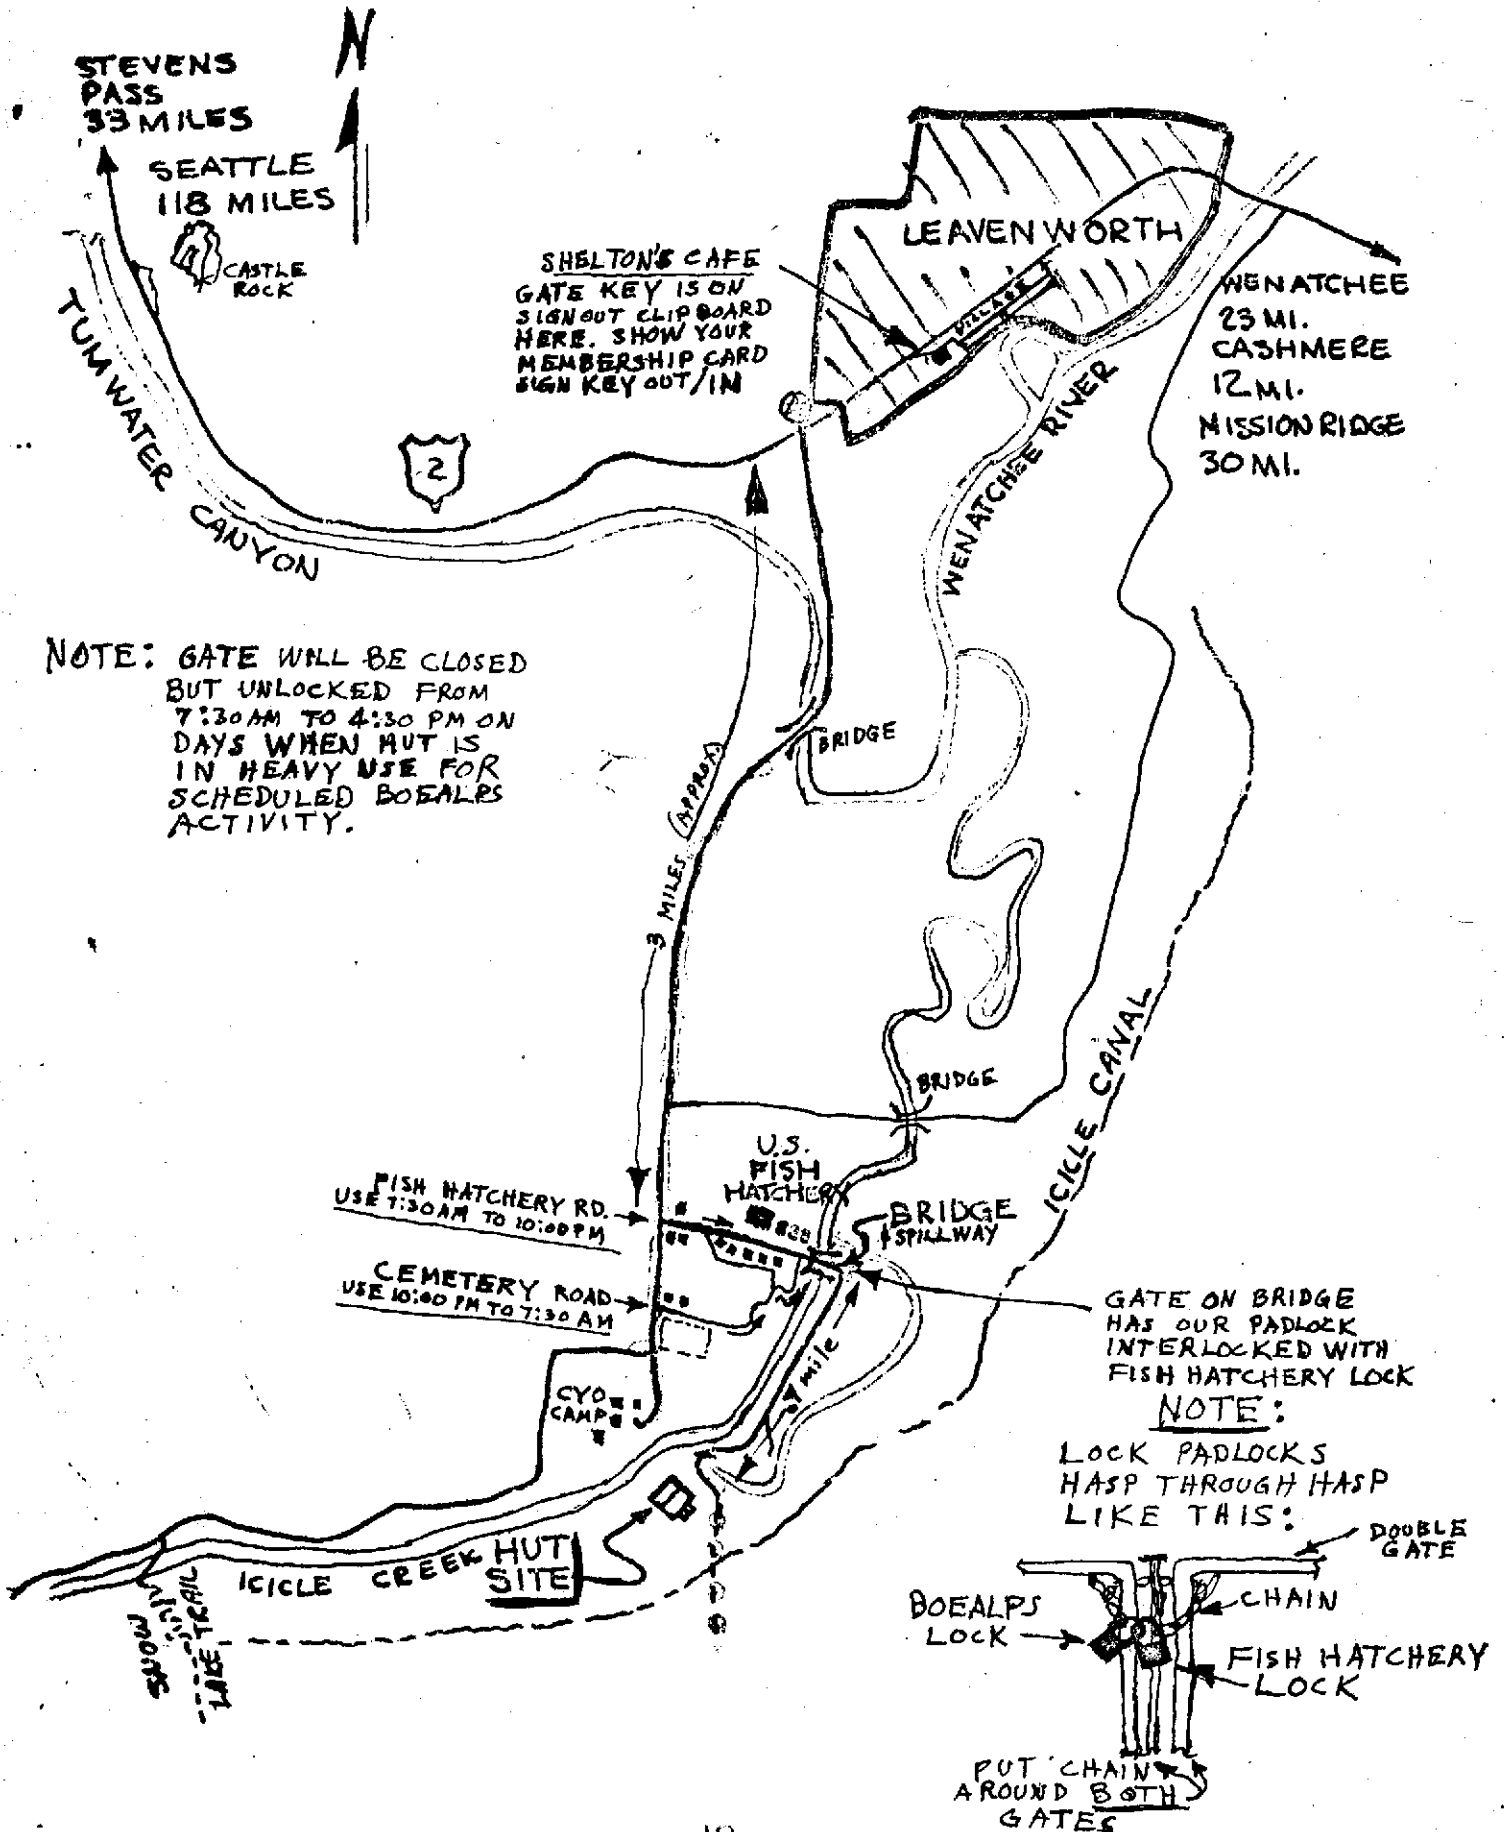 N
STEVENS
PASS
33 MILES
SEATTLE
118 MILES
CASTLE
ROCK
LEAVENWORTH
VILLAGE
SHELTON'S CAFE
GATE KEY IS ON
SIGNOUT CLIPBOARD
HERE. SHOW YOUR
MEMBERSHIP CARD
SIGN KEY OUT/IN
WENATCHEE
23 MI.
CASHMERE
12 MI.
MISSION RIDGE
30 MI.
TUMWATER CANYON
2
WENATCHEE RIVER
NOTE: GATE WILL BE CLOSED
BUT UNLOCKED FROM
7:30 AM TO 4:30 PM ON
DAYS WHEN HUT IS
IN HEAVY USE FOR
SCHEDULED BOEALPS
ACTIVITY.
BRIDGE
3 MILES (APPROX.)
BRIDGE
ICICLE CANAL
U.S.
FISH
HATCHERY
FISH HATCHERY RD.
USE 7:30AM TO 10:00PM
BRIDGE
SPILLWAY
CEMETERY ROAD
USE 10:00 PM TO 7:30 AM
GATE ON BRIDGE
HAS OUR PADLOCK
INTERLOCKED WITH
FISH HATCHERY LOCK
mile
CYO
CAMP
NOTE:
LOCK PADLOCKS
HASP THROUGH HASP
LIKE THIS:
DOUBLE
GATE
HUT
SITE
ICICLE CREEK
SNOWS
LAKE TRAIL
BOEALPS
LOCK
CHAIN
FISH HATCHERY
LOCK
PUT CHAIN
AROUND BOTH
GATES